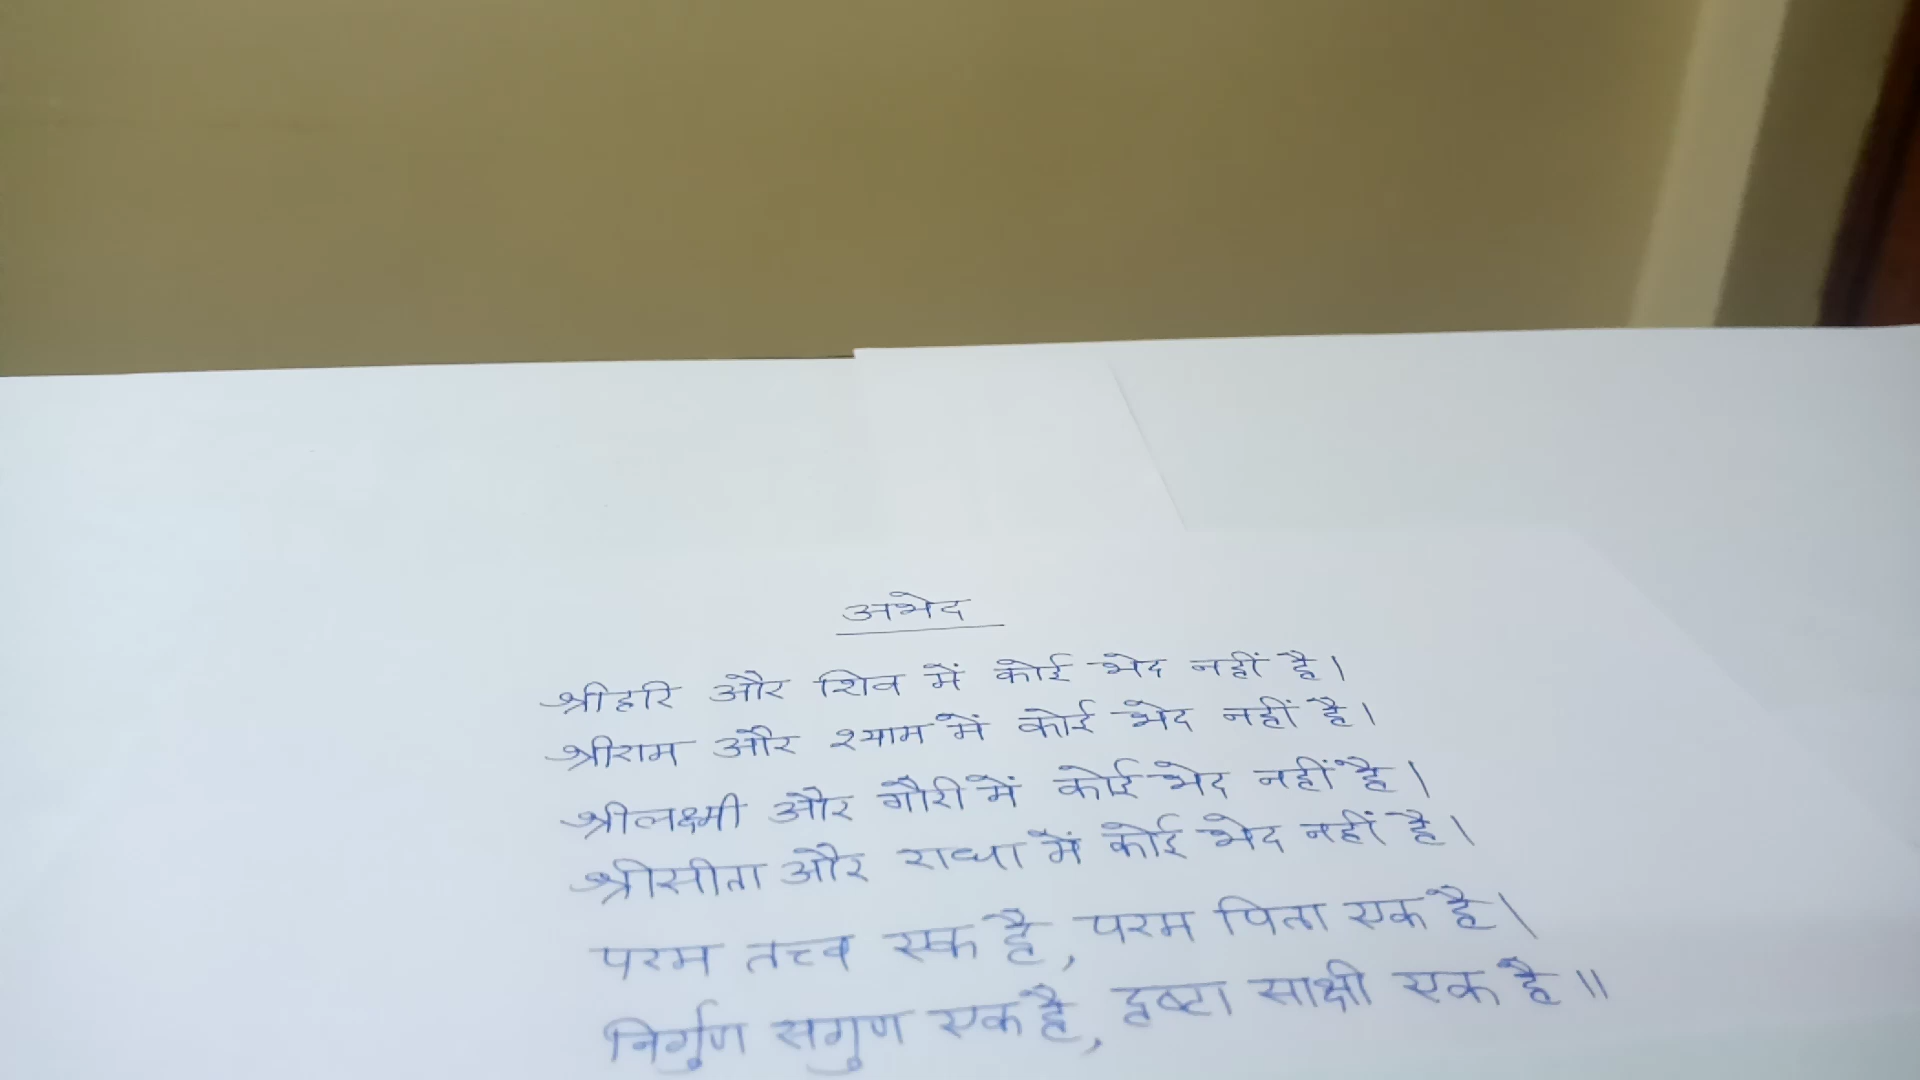 अभेद
श्रीहरि और शिव में कोई भेद नहीं है।
श्रीराम और श्याम में कोई भेद नहीं है।
श्रीलक्ष्मी और गौरी में कोई भेद नहीं है।
श्रीसीता और राधा में कोई भेद नहीं है।
परम तत्त्व एक है, परम पिता एक है।
निर्गुण सगुण एक है, द्रष्टा साक्षी एक है॥